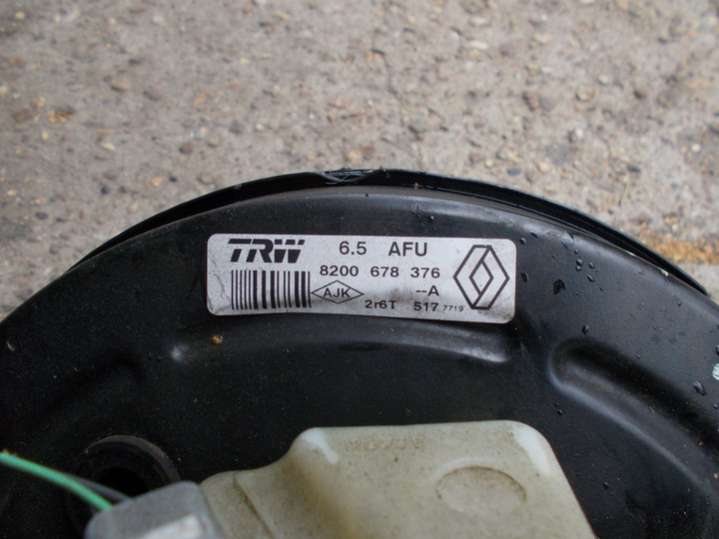 TRW 6.5 AFU
8200 678 376
AJK --A
2r6T 517 7719